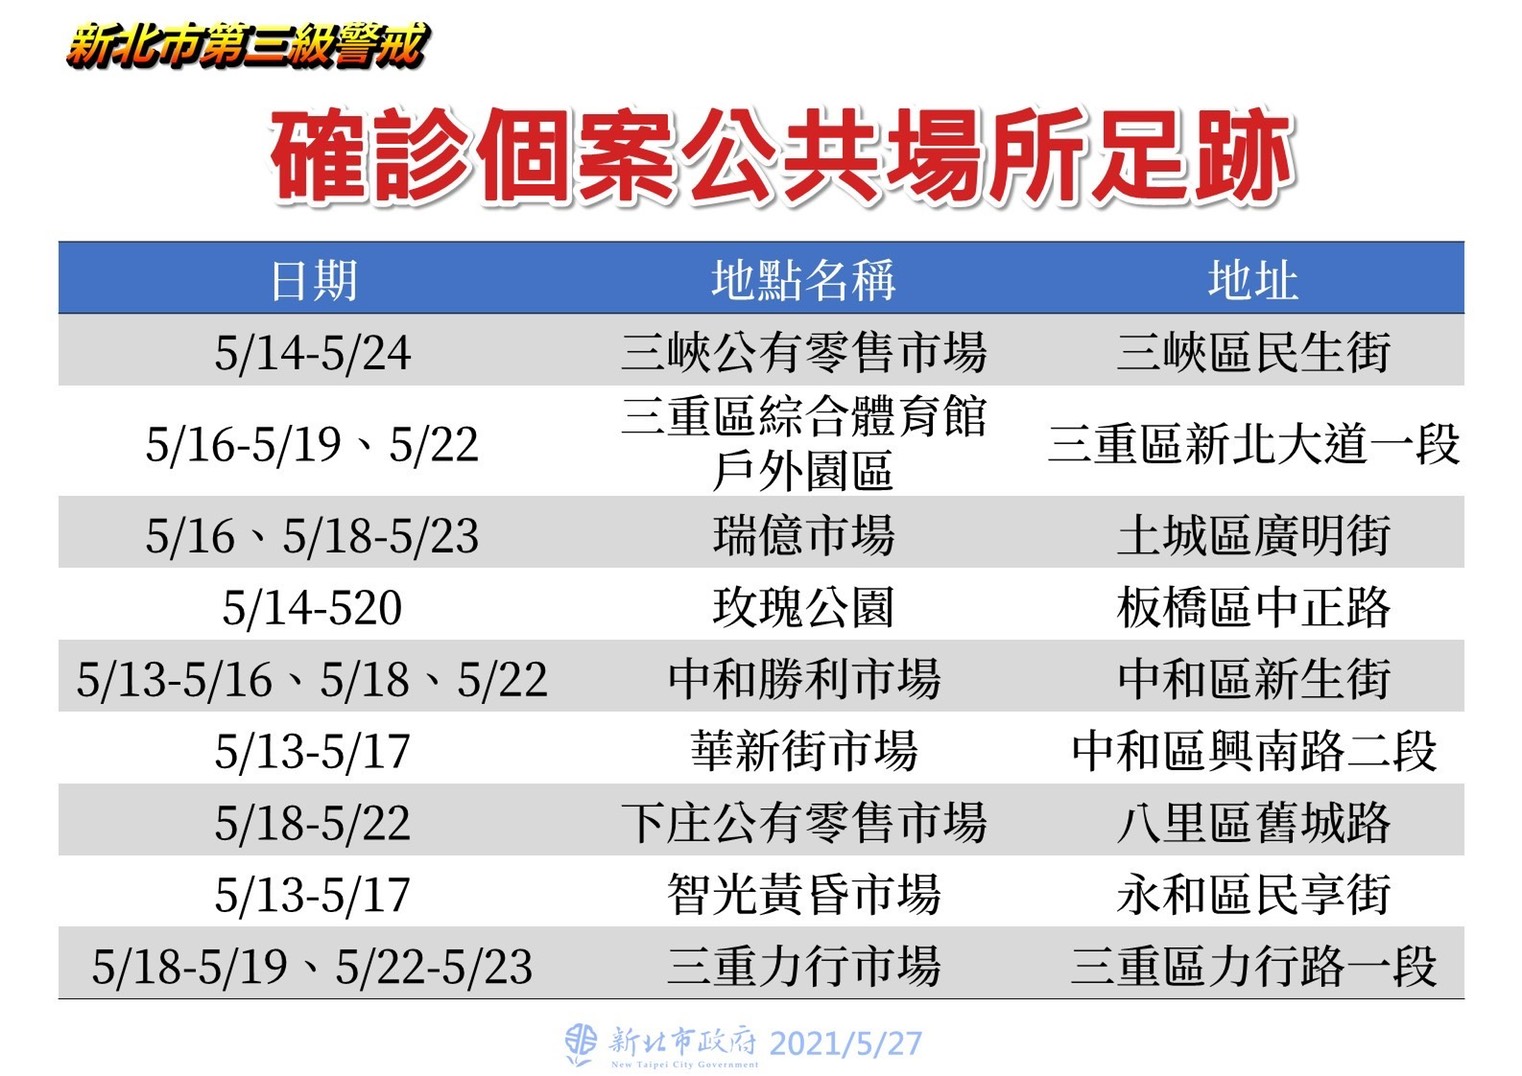 新北市第三級警戒
確診個案公共場所足跡
日期 地點名稱 地址
5/14-5/24 三峽公有零售市場 三峽區民生街
5/16-5/19、5/22 三重區綜合體育館 三重區新北大道一段
戶外園區
5/16、5/18-5/23 瑞億市場 土城區廣明街
5/14-520 玫瑰公園 板橋區中正路
5/13-5/16、5/18、5/22 中和勝利市場 中和區新生街
5/13-5/17 華新街市場 中和區興南路二段
5/18-5/22 下庄公有零售市場 八里區舊城路
5/13-5/17 智光黃昏市場 永和區民享街
5/18-5/19、5/22-5/23 三重力行市場 三重區力行路一段
新北市政府 2021/5/27
New Taipei City Government